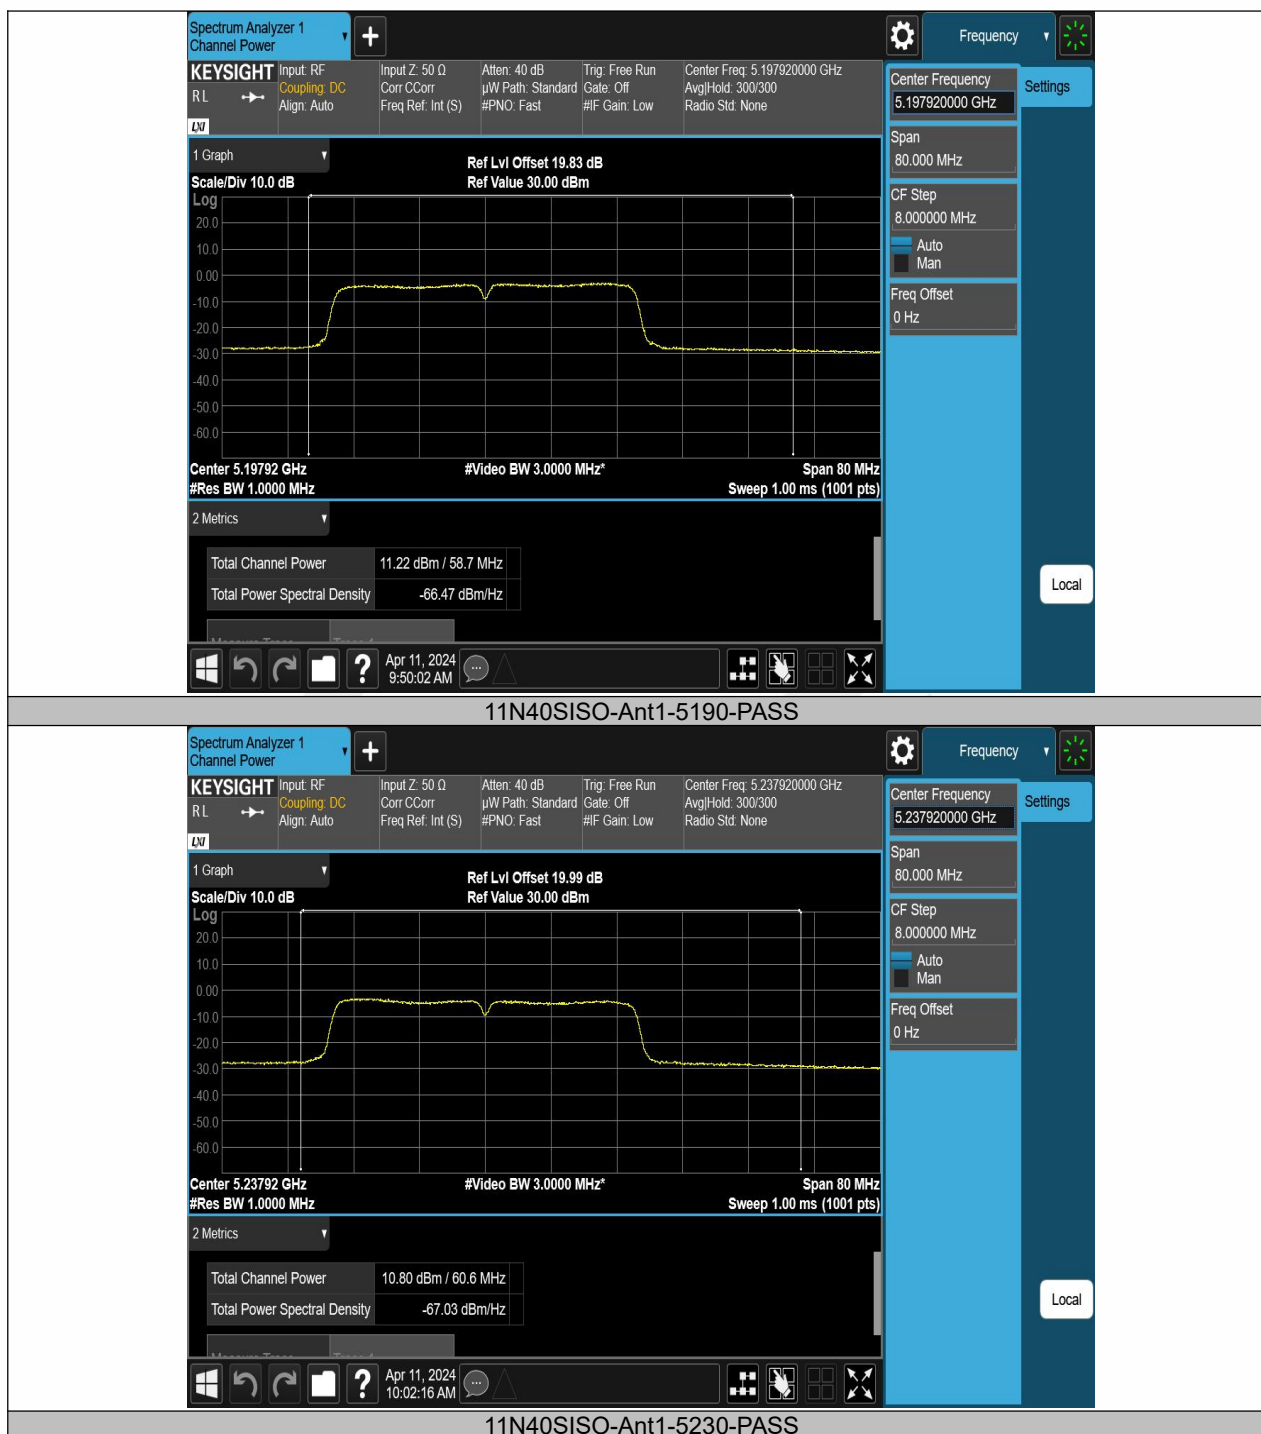 Spectrum Analyzer 1
Channel Power
Frequency
KEYSIGHT
R L
LXI
Input: RF
Coupling: DC
Align: Auto
Input Z: 50 Ω
Corr CCorr
Freq Ref: Int (S)
Atten: 40 dB
µW Path: Standard
#PNO: Fast
Trig: Free Run
Gate: Off
#IF Gain: Low
Center Freq: 5.197920000 GHz
Avg|Hold: 300/300
Radio Std: None
Center Frequency
5.197920000 GHz
Settings
Span
80.000 MHz
CF Step
8.000000 MHz
Auto
Man
Freq Offset
0 Hz
Local
1 Graph
Ref Lvl Offset 19.83 dB
Scale/Div 10.0 dB
Ref Value 30.00 dBm
Log
20.0
10.0
0.00
-10.0
-20.0
-30.0
-40.0
-50.0
-60.0
Center 5.19792 GHz
#Video BW 3.0000 MHz*
Span 80 MHz
#Res BW 1.0000 MHz
Sweep 1.00 ms (1001 pts)
2 Metrics
Total Channel Power 11.22 dBm / 58.7 MHz
Total Power Spectral Density -66.47 dBm/Hz
?
Apr 11, 2024
9:50:02 AM
11N40SISO-Ant1-5190-PASS
Spectrum Analyzer 1
Channel Power
Frequency
KEYSIGHT
R L
LXI
Input: RF
Coupling: DC
Align: Auto
Input Z: 50 Ω
Corr CCorr
Freq Ref: Int (S)
Atten: 40 dB
µW Path: Standard
#PNO: Fast
Trig: Free Run
Gate: Off
#IF Gain: Low
Center Freq: 5.237920000 GHz
Avg|Hold: 300/300
Radio Std: None
Center Frequency
5.237920000 GHz
Settings
Span
80.000 MHz
CF Step
8.000000 MHz
Auto
Man
Freq Offset
0 Hz
Local
1 Graph
Ref Lvl Offset 19.99 dB
Scale/Div 10.0 dB
Ref Value 30.00 dBm
Log
20.0
10.0
0.00
-10.0
-20.0
-30.0
-40.0
-50.0
-60.0
Center 5.23792 GHz
#Video BW 3.0000 MHz*
Span 80 MHz
#Res BW 1.0000 MHz
Sweep 1.00 ms (1001 pts)
2 Metrics
Total Channel Power 10.80 dBm / 60.6 MHz
Total Power Spectral Density -67.03 dBm/Hz
?
Apr 11, 2024
10:02:16 AM
11N40SISO-Ant1-5230-PASS